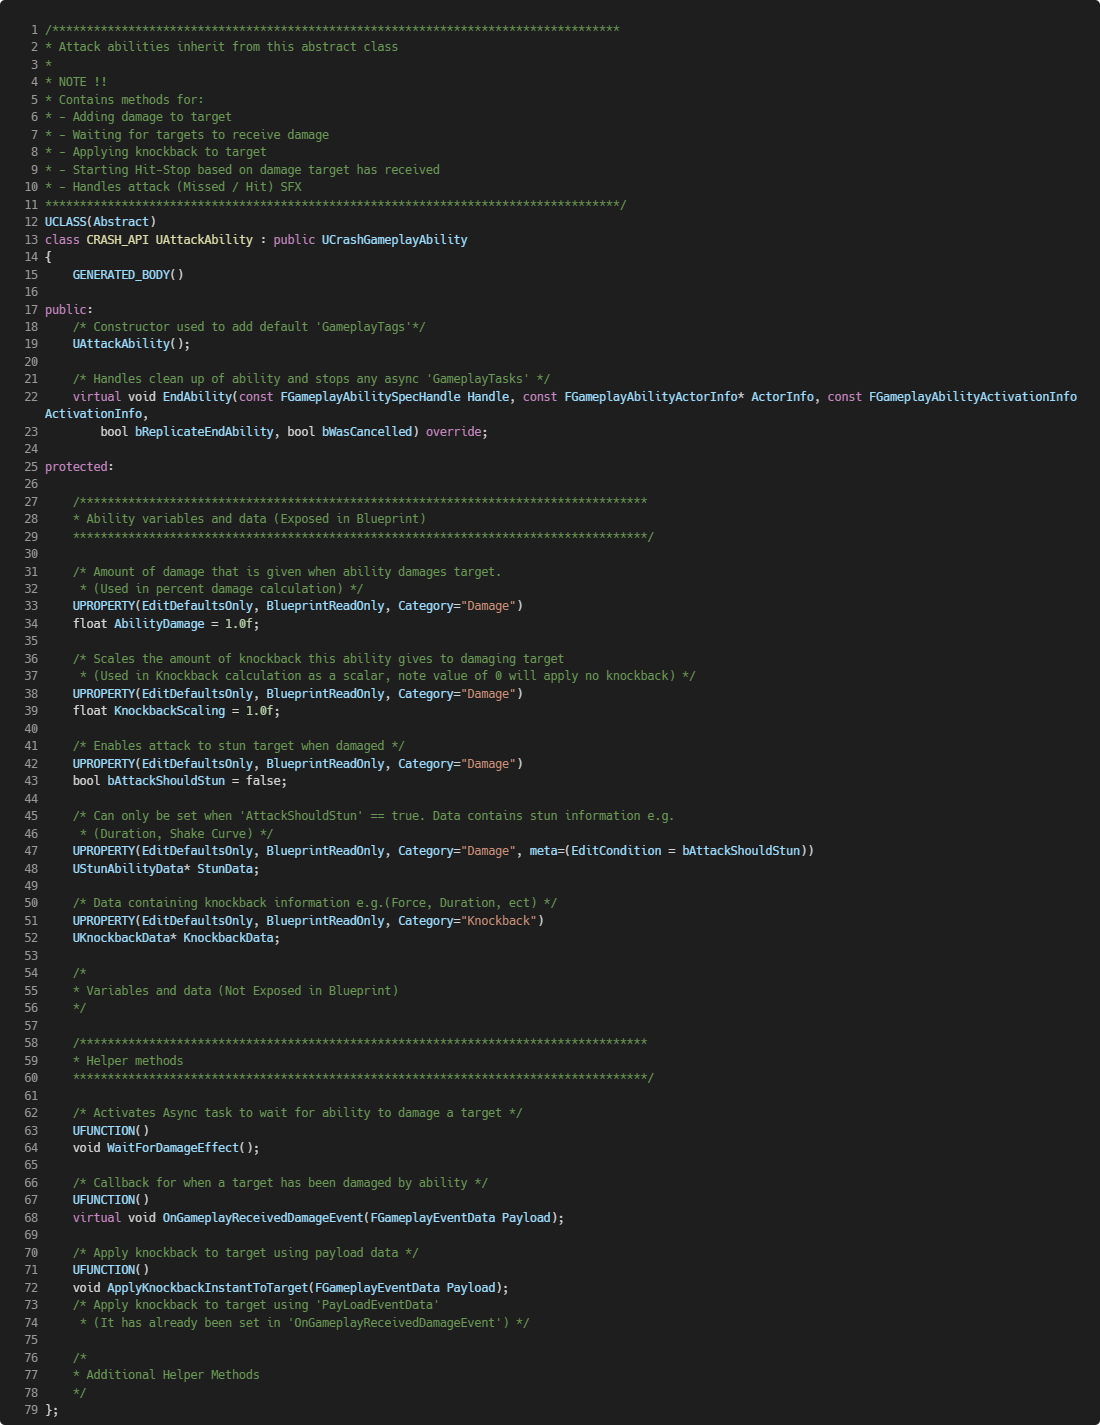 1 /**********************************************************************************
2 * Attack abilities inherit from this abstract class
3 *
4 * NOTE !!
5 * Contains methods for:
6 * - Adding damage to target
7 * - Waiting for targets to receive damage
8 * - Applying knockback to target
9 * - Starting Hit-Stop based on damage target has received
10 * - Handles attack (Missed / Hit) SFX
11 ***********************************************************************************/
12 UCLASS(Abstract)
13 class CRASH_API UAttackAbility : public UCrashGameplayAbility
14 {
15     GENERATED_BODY()
16
17 public:
18     /* Constructor used to add default 'GameplayTags'*/
19     UAttackAbility();
20
21     /* Handles clean up of ability and stops any async 'GameplayTasks' */
22     virtual void EndAbility(const FGameplayAbilitySpecHandle Handle, const FGameplayAbilityActorInfo* ActorInfo, const FGameplayAbilityActivationInfo
ActivationInfo,
23         bool bReplicateEndAbility, bool bWasCancelled) override;
24
25 protected:
26
27     /**********************************************************************************
28     * Ability variables and data (Exposed in Blueprint)
29     ***********************************************************************************/
30
31     /* Amount of damage that is given when ability damages target.
32      * (Used in percent damage calculation) */
33     UPROPERTY(EditDefaultsOnly, BlueprintReadOnly, Category="Damage")
34     float AbilityDamage = 1.0f;
35
36     /* Scales the amount of knockback this ability gives to damaging target
37      * (Used in Knockback calculation as a scalar, note value of 0 will apply no knockback) */
38     UPROPERTY(EditDefaultsOnly, BlueprintReadOnly, Category="Damage")
39     float KnockbackScaling = 1.0f;
40
41     /* Enables attack to stun target when damaged */
42     UPROPERTY(EditDefaultsOnly, BlueprintReadOnly, Category="Damage")
43     bool bAttackShouldStun = false;
44
45     /* Can only be set when 'AttackShouldStun' == true. Data contains stun information e.g.
46      * (Duration, Shake Curve) */
47     UPROPERTY(EditDefaultsOnly, BlueprintReadOnly, Category="Damage", meta=(EditCondition = bAttackShouldStun))
48     UStunAbilityData* StunData;
49
50     /* Data containing knockback information e.g.(Force, Duration, ect) */
51     UPROPERTY(EditDefaultsOnly, BlueprintReadOnly, Category="Knockback")
52     UKnockbackData* KnockbackData;
53
54     /*
55     * Variables and data (Not Exposed in Blueprint)
56     */
57
58     /**********************************************************************************
59     * Helper methods
60     ***********************************************************************************/
61
62     /* Activates Async task to wait for ability to damage a target */
63     UFUNCTION()
64     void WaitForDamageEffect();
65
66     /* Callback for when a target has been damaged by ability */
67     UFUNCTION()
68     virtual void OnGameplayReceivedDamageEvent(FGameplayEventData Payload);
69
70     /* Apply knockback to target using payload data */
71     UFUNCTION()
72     void ApplyKnockbackInstantToTarget(FGameplayEventData Payload);
73     /* Apply knockback to target using 'PayLoadEventData'
74      * (It has already been set in 'OnGameplayReceivedDamageEvent') */
75
76     /*
77     * Additional Helper Methods
78     */
79 };